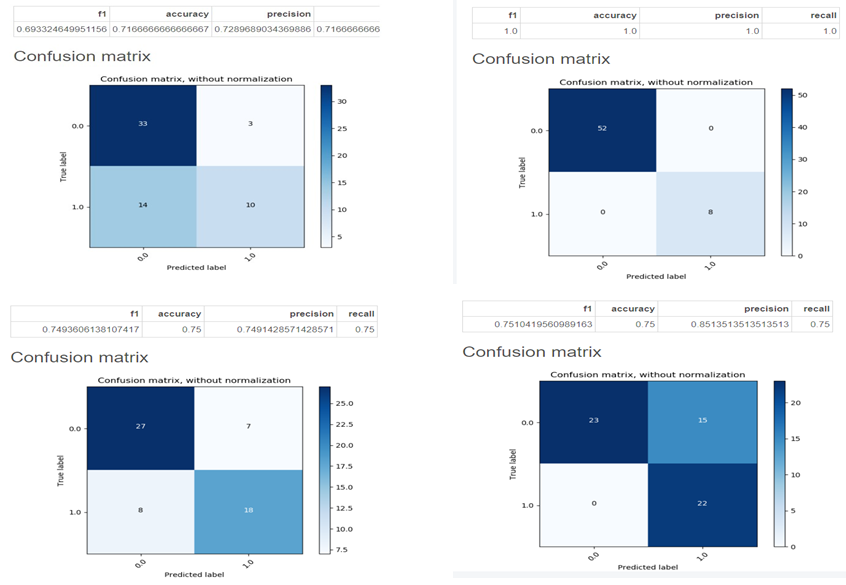 f1 accuracy precision
0.693324649951156 0.7166666666666667 0.7289689034369886 0.7166666666
Confusion matrix
Confusion matrix, without normalization
33 3
14 10
0.0
1.0
True label
0.0 1.0
Predicted label
30
25
20
15
10
5
f1 accuracy precision recall
1.0 1.0 1.0 1.0
Confusion matrix
Confusion matrix, without normalization
52 0
0 8
0.0
1.0
True label
0.0 1.0
Predicted label
50
40
30
20
10
0
f1 accuracy precision recall
0.7493606138107417 0.75 0.7491428571428571 0.75
Confusion matrix
Confusion matrix, without normalization
27 7
8 18
0.0
1.0
True label
0.0 1.0
Predicted label
25.0
22.5
20.0
17.5
15.0
12.5
10.0
7.5
f1 accuracy precision recall
0.7510419560989163 0.75 0.8513513513513513 0.75
Confusion matrix
Confusion matrix, without normalization
23 15
0 22
0.0
1.0
True label
0.0 1.0
Predicted label
20
15
10
5
0